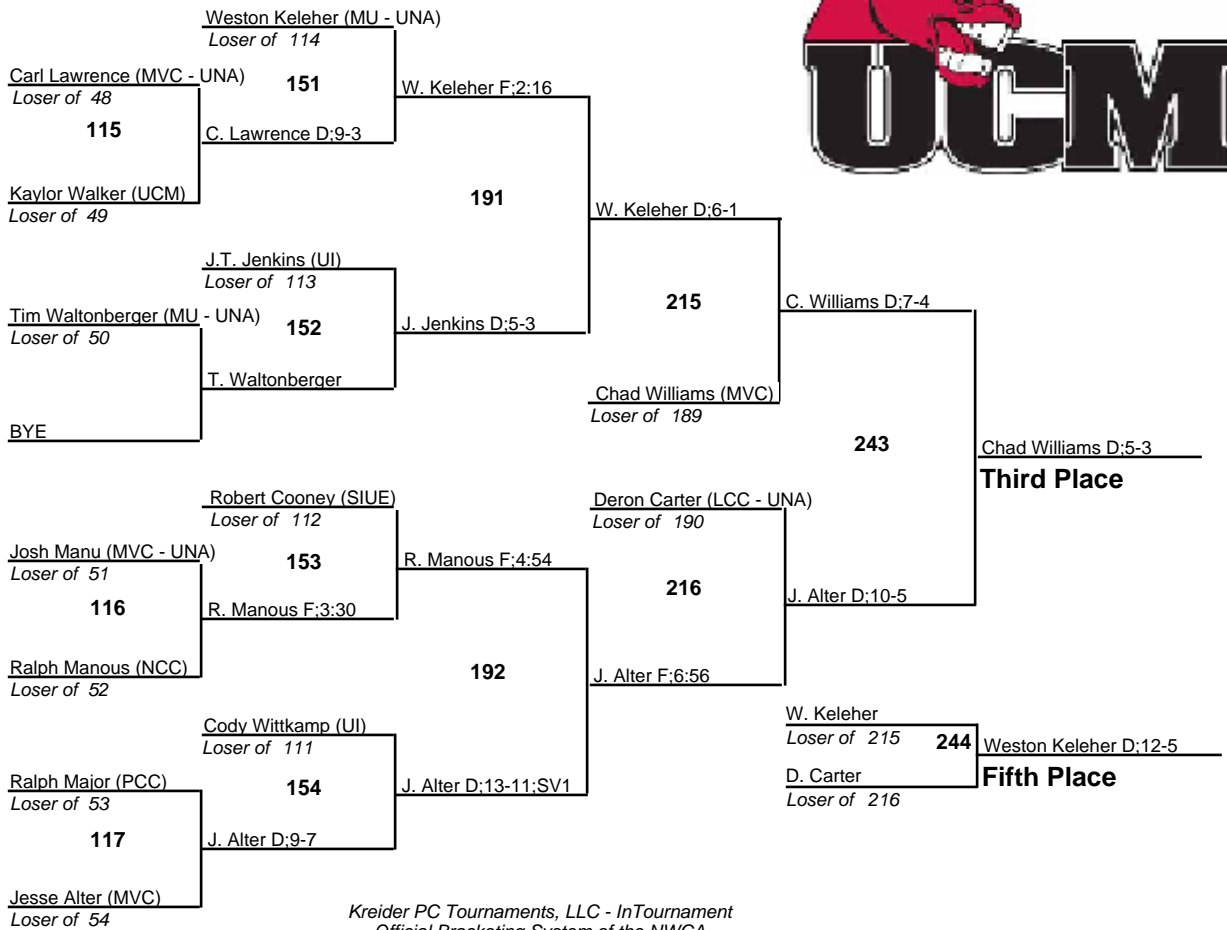 UCM
Weston Keleher (MU - UNA)
Loser of 114
Carl Lawrence (MVC - UNA)
Loser of 48
151
W. Keleher F;2:16
115
C. Lawrence D;9-3
Kaylor Walker (UCM)
Loser of 49
191
W. Keleher D;6-1
J.T. Jenkins (UI)
Loser of 113
Tim Waltonberger (MU - UNA)
Loser of 50
152
J. Jenkins D;5-3
215
C. Williams D;7-4
T. Waltonberger
Chad Williams (MVC)
Loser of 189
BYE
243
Chad Williams D;5-3
Third Place
Robert Cooney (SIUE)
Loser of 112
Deron Carter (LCC - UNA)
Loser of 190
Josh Manu (MVC - UNA)
Loser of 51
153
R. Manous F;4:54
116
R. Manous F;3:30
216
J. Alter D;10-5
Ralph Manous (NCC)
Loser of 52
192
J. Alter F;6:56
Cody Wittkamp (UI)
Loser of 111
W. Keleher
Loser of 215
244
Weston Keleher D;12-5
Fifth Place
D. Carter
Loser of 216
Ralph Major (PCC)
Loser of 53
154
J. Alter D;13-11;SV1
117
J. Alter D;9-7
Jesse Alter (MVC)
Loser of 54
Kreider PC Tournaments, LLC - InTournament
Official Bracketing System of the NWCA